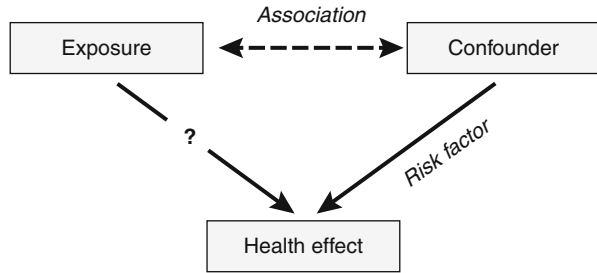 Association
Exposure
Confounder
?
Risk factor
Health effect